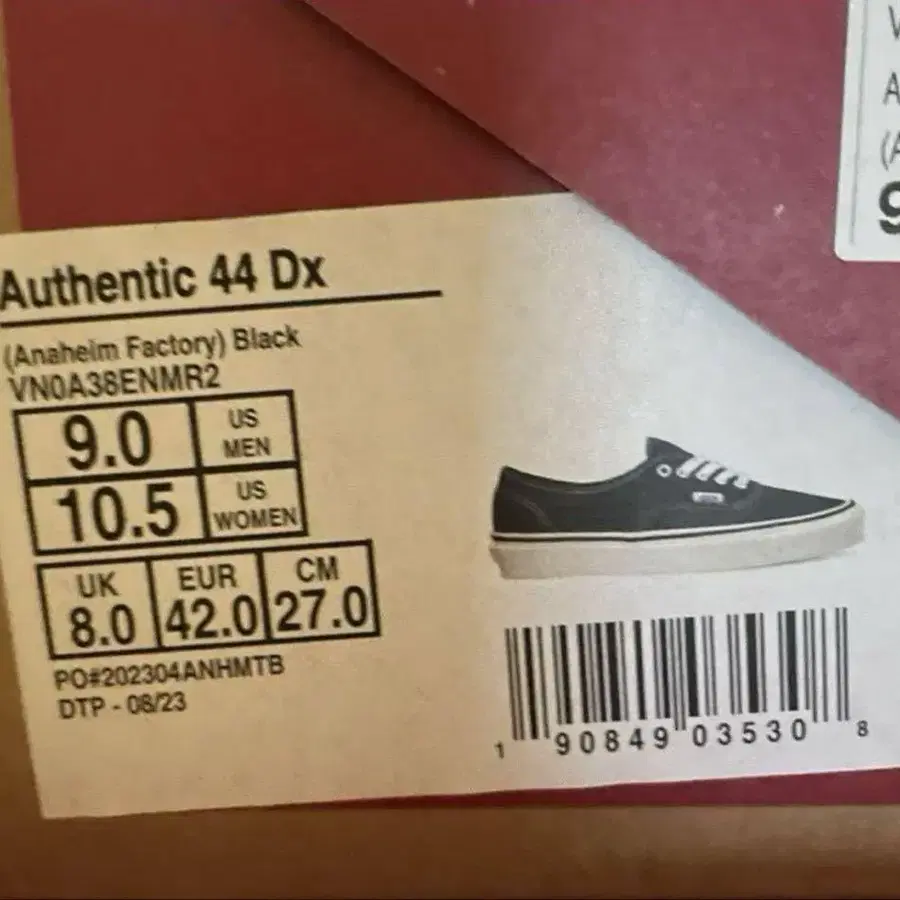 Authentic 44 Dx
(Anaheim Factory) Black
VN0A38ENMR2
9.0 US MEN
10.5 US WOMEN
UK EUR CM
8.0 42.0 27.0
PO#202304ANHMTB
DTP - 08/23
1 90849 03530 8
V
A
(A
9